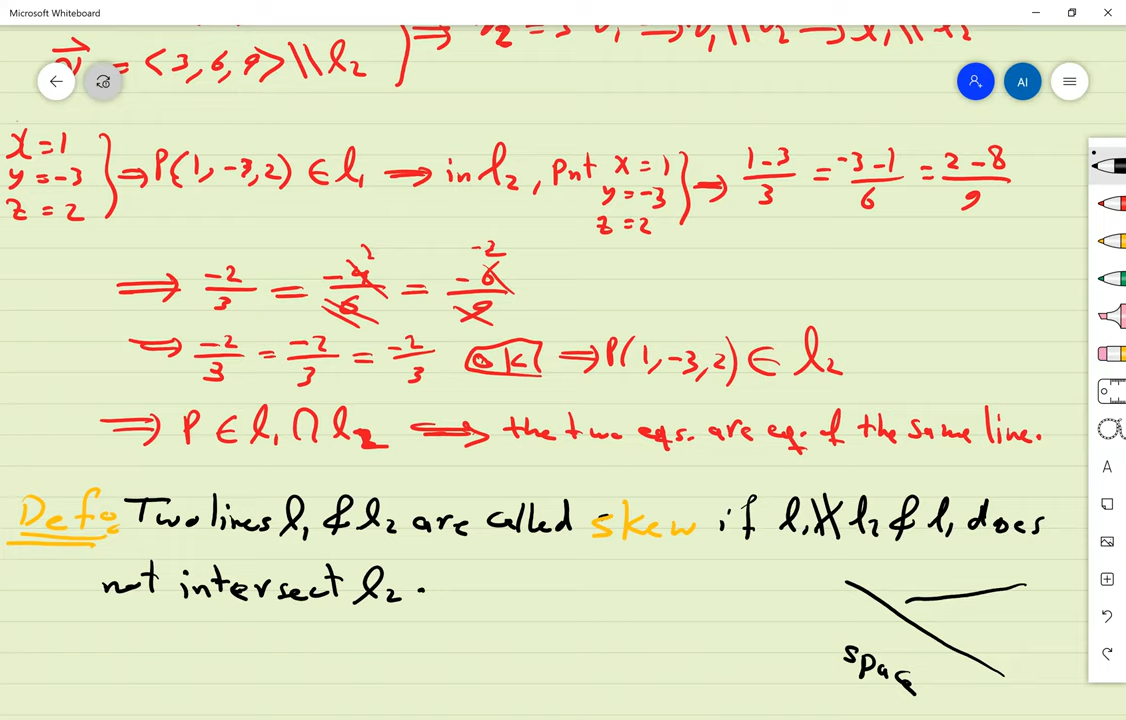 Microsoft Whiteboard
= <3, 6, 9> \\ l₂
AI
x = 1
y = -3
z = 2
⇒ P(1, -3, 2) ∈ l₁ → in l₂, Put x = 1
y = -3
z = 2
→ (1-3)/3 = (-3-1)/6 = (2-8)/9
⇒ -2/3 = -4/6 = -6/9
2
-2
⇒ -2/3 = -2/3 = -2/3 ok ⇒ P(1, -3, 2) ∈ l₂
⇒ P ∈ l₁ ∩ l₂ ⟺ the two eqs. are eq. of the same line.
Def: Two lines l₁ & l₂ are called skew if l₁ ∦ l₂ & l₁ does
not intersect l₂.
space
A